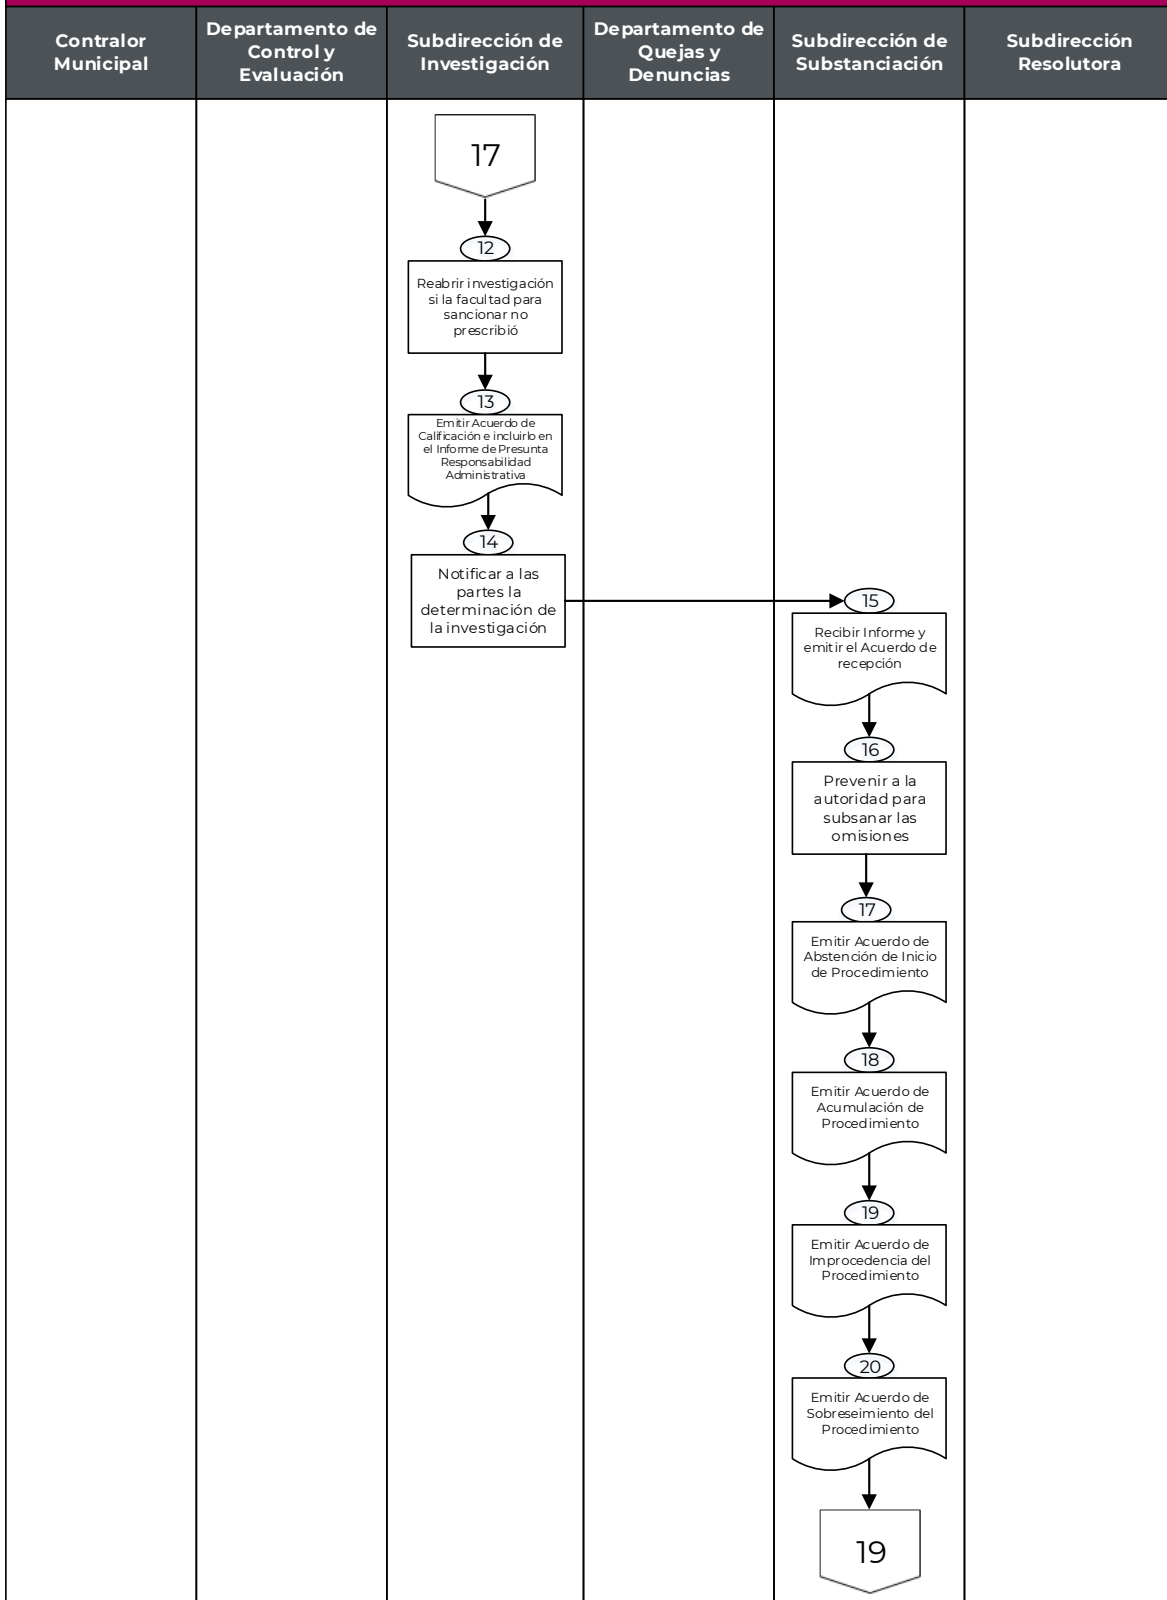 Contralor
Municipal
Departamento de
Control y
Evaluación
Subdirección de
Investigación
Departamento de
Quejas y
Denuncias
Subdirección de
Substanciación
Subdirección
Resolutora
17
12
Reabrir investigación
si la facultad para
sancionar no
prescribió
13
Emitir Acuerdo de
Calificación e incluirlo en
el Informe de Presunta
Responsabilidad
Administrativa
14
Notificar a las
partes la
determinación de
la investigación
15
Recibir Informe y
emitir el Acuerdo de
recepción
16
Prevenir a la
autoridad para
subsanar las
omisiones
17
Emitir Acuerdo de
Abstención de Inicio
de Procedimiento
18
Emitir Acuerdo de
Acumulación de
Procedimiento
19
Emitir Acuerdo de
Improcedencia del
Procedimiento
20
Emitir Acuerdo de
Sobreseimiento del
Procedimiento
19